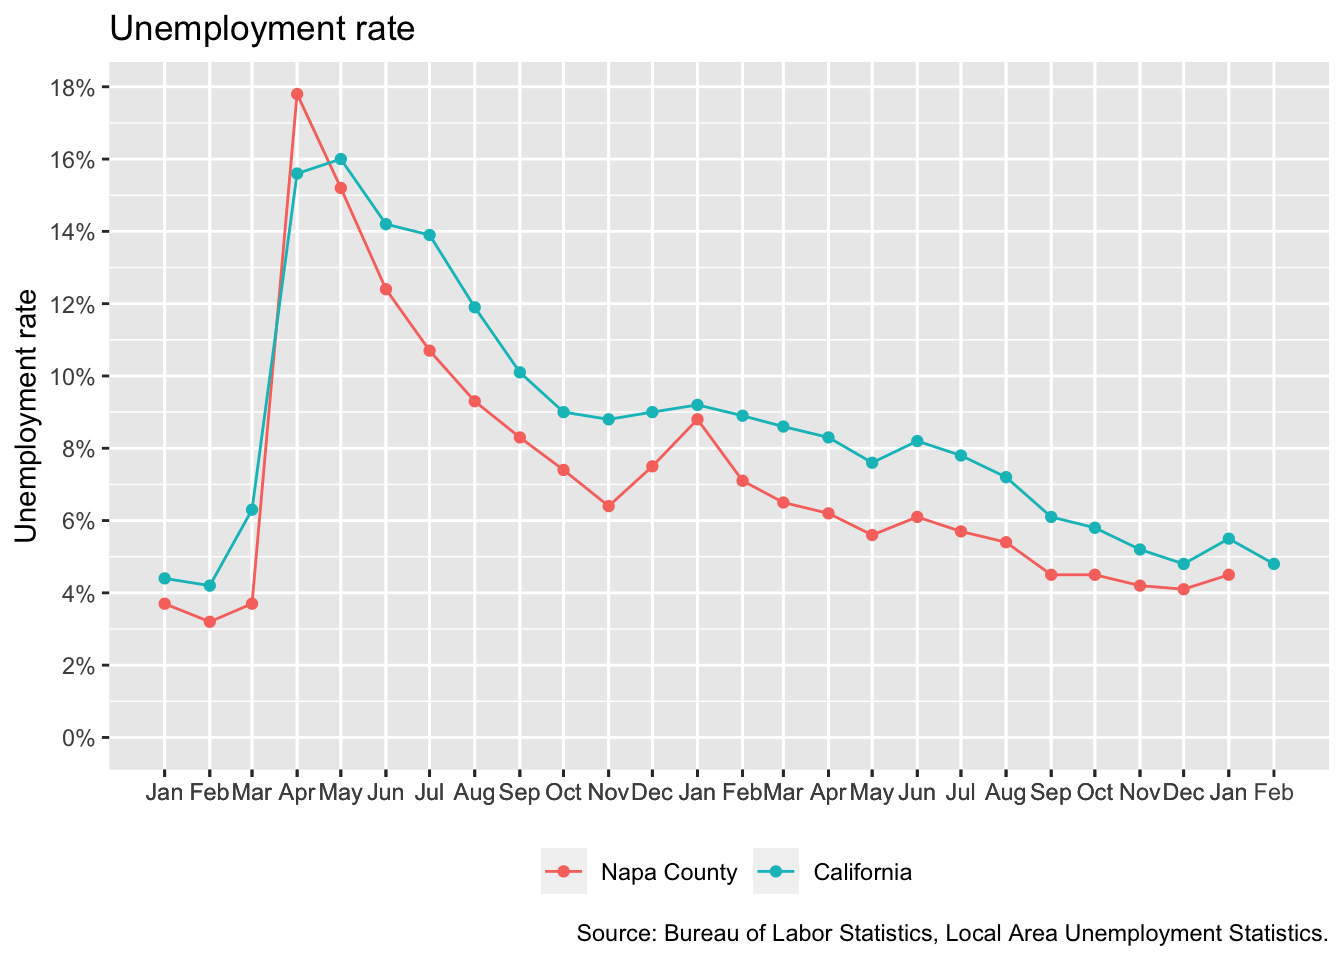 Unemployment rate
Unemployment rate
18%
16%
14%
12%
10%
8%
6%
4%
2%
0%
Jan Feb Mar Apr May Jun Jul Aug Sep Oct Nov Dec Jan Feb Mar Apr May Jun Jul Aug Sep Oct Nov Dec Jan Feb
Napa County California
Source: Bureau of Labor Statistics, Local Area Unemployment Statistics.